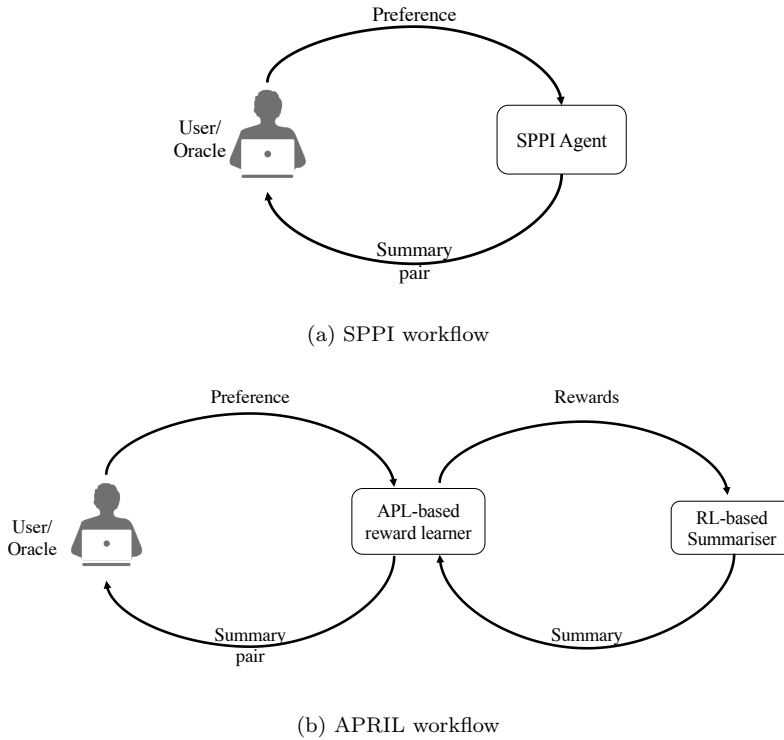 Preference
User/
Oracle
SPPI Agent
Summary
pair
(a) SPPI workflow
Preference
Rewards
User/
Oracle
APL-based
reward learner
RL-based
Summariser
Summary
pair
Summary
(b) APRIL workflow